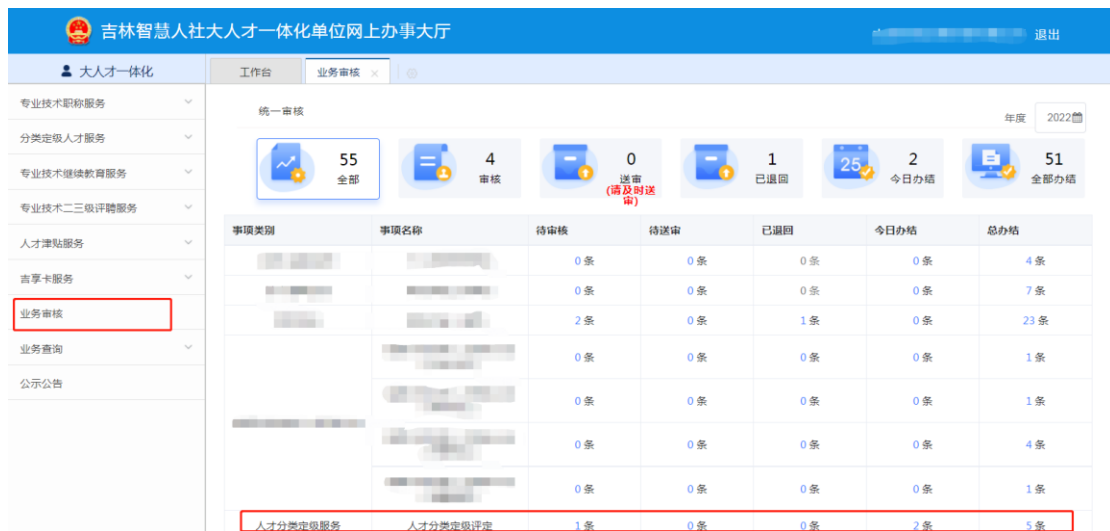 吉林智慧人社大人才一体化单位网上办事大厅
退出
大人才一体化
工作台
业务审核
专业技术职称服务
分类定级人才服务
专业技术继续教育服务
专业技术二三级评聘服务
人才津贴服务
吉享卡服务
业务审核
业务查询
公示公告
统一审核
年度 2022
55
全部
4
审核
0
送审
(请及时送
审)
1
已退回
25
2
今日办结
51
全部办结
事项类别 事项名称 待审核 待送审 已退回 今日办结 总办结
0 条 0 条 0 条 0 条 4 条
0 条 0 条 0 条 0 条 7 条
2 条 0 条 1 条 0 条 23 条
0 条 0 条 0 条 0 条 1 条
0 条 0 条 0 条 0 条 1 条
0 条 0 条 0 条 0 条 4 条
0 条 0 条 0 条 0 条 1 条
人才分类定级服务 人才分类定级评定 1 条 0 条 0 条 2 条 5 条